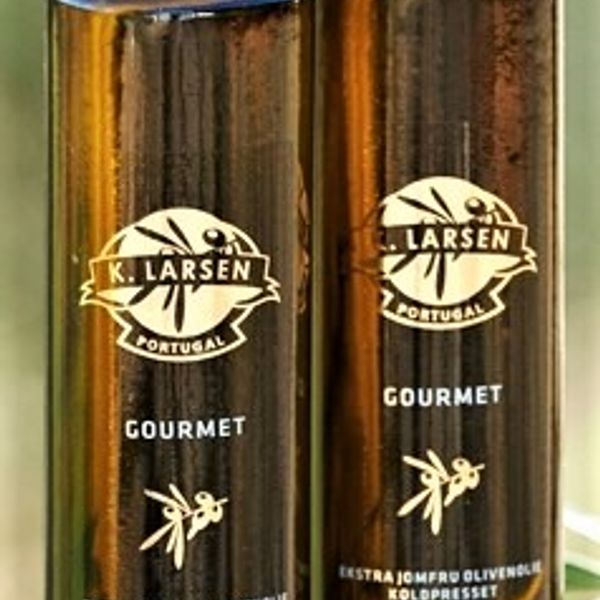 K. LARSEN
PORTUGAL
GOURMET
K. LARSEN
PORTUGAL
GOURMET
EKSTRA JOMFRU OLIVENOLIE
KOLDPRESSET